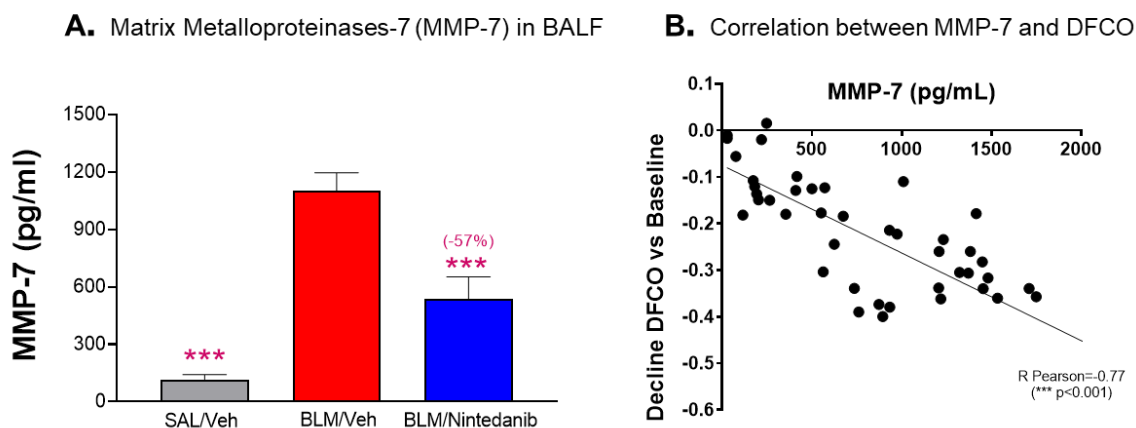 A. Matrix Metalloproteinases-7 (MMP-7) in BALF
MMP-7 (pg/ml)
1500
1200
900
600
300
0
(-57%)
***
***
SAL/Veh
BLM/Veh
BLM/Nintedanib
B. Correlation between MMP-7 and DFCO
MMP-7 (pg/mL)
Decline DFCO vs Baseline
0.1
0.0
-0.1
-0.2
-0.3
-0.4
-0.5
-0.6
500
1000
1500
2000
R Pearson=-0.77
(*** p<0.001)